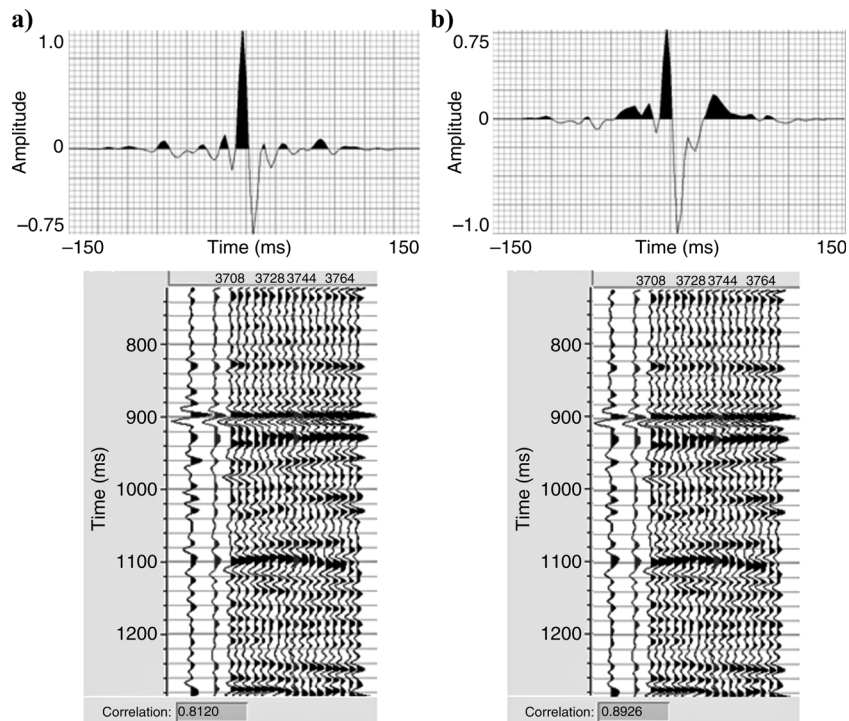 a)
1.0
Amplitude
0
−0.75
−150 Time (ms) 150
3708 3728 3744 3764
800
900
1000
1100
1200
Time (ms)
Correlation: 0.8120
b)
0.75
Amplitude
0
−1.0
−150 Time (ms) 150
3708 3728 3744 3764
800
900
1000
1100
1200
Time (ms)
Correlation: 0.8926